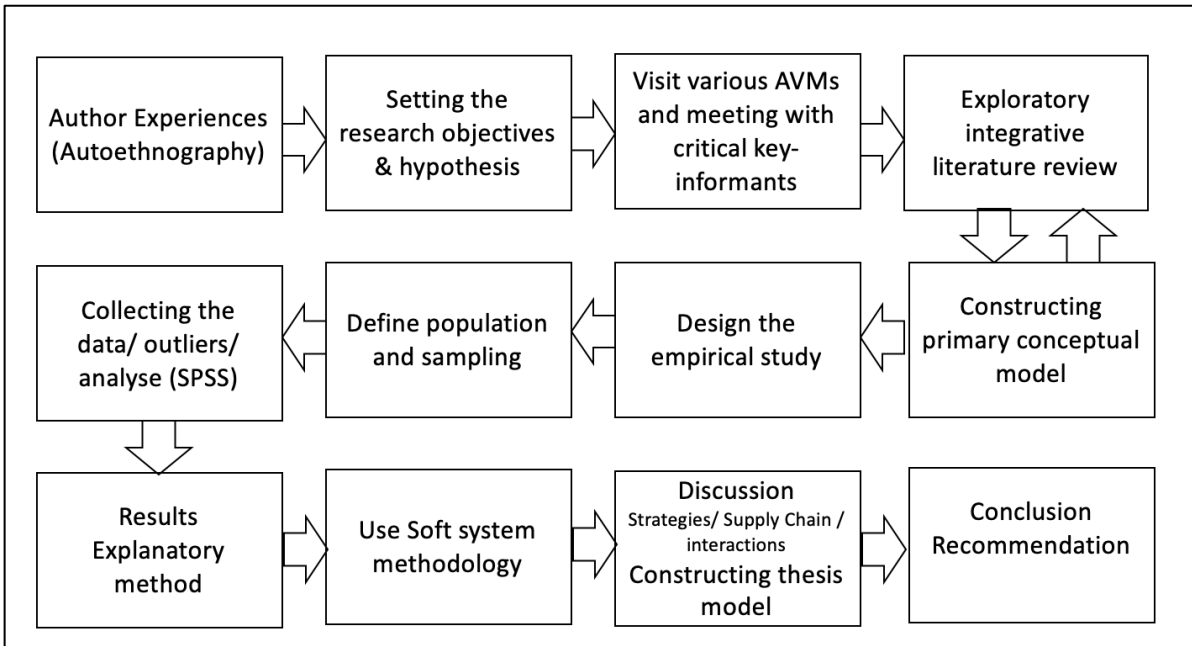 Author Experiences
(Autoethnography)
Setting the
research objectives
& hypothesis
Visit various AVMs
and meeting with
critical key-
informants
Exploratory
integrative
literature review
Constructing
primary conceptual
model
Design the
empirical study
Define population
and sampling
Collecting the
data/ outliers/
analyse (SPSS)
Results
Explanatory
method
Use Soft system
methodology
Discussion
Strategies/ Supply Chain /
interactions
Constructing thesis
model
Conclusion
Recommendation